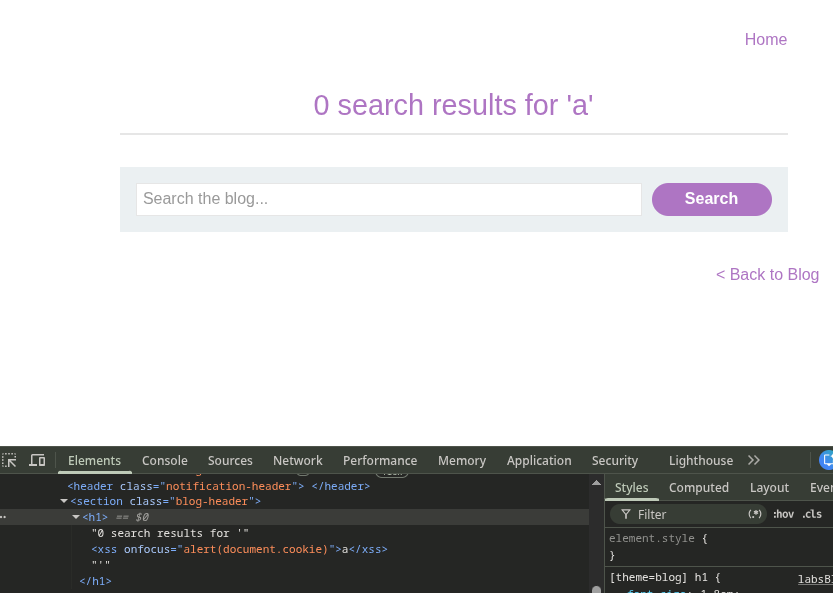 Home
0 search results for 'a'
Search the blog...
Search
< Back to Blog
Elements Console Sources Network Performance Memory Application Security Lighthouse
<header class="notification-header"> </header>
<section class="blog-header">
<h1> == $0
"0 search results for '"
<xss onfocus="alert(document.cookie)">a</xss>
"'"
</h1>
Styles Computed Layout
Filter
:hov .cls
element.style {
}
[theme=blog] h1 {